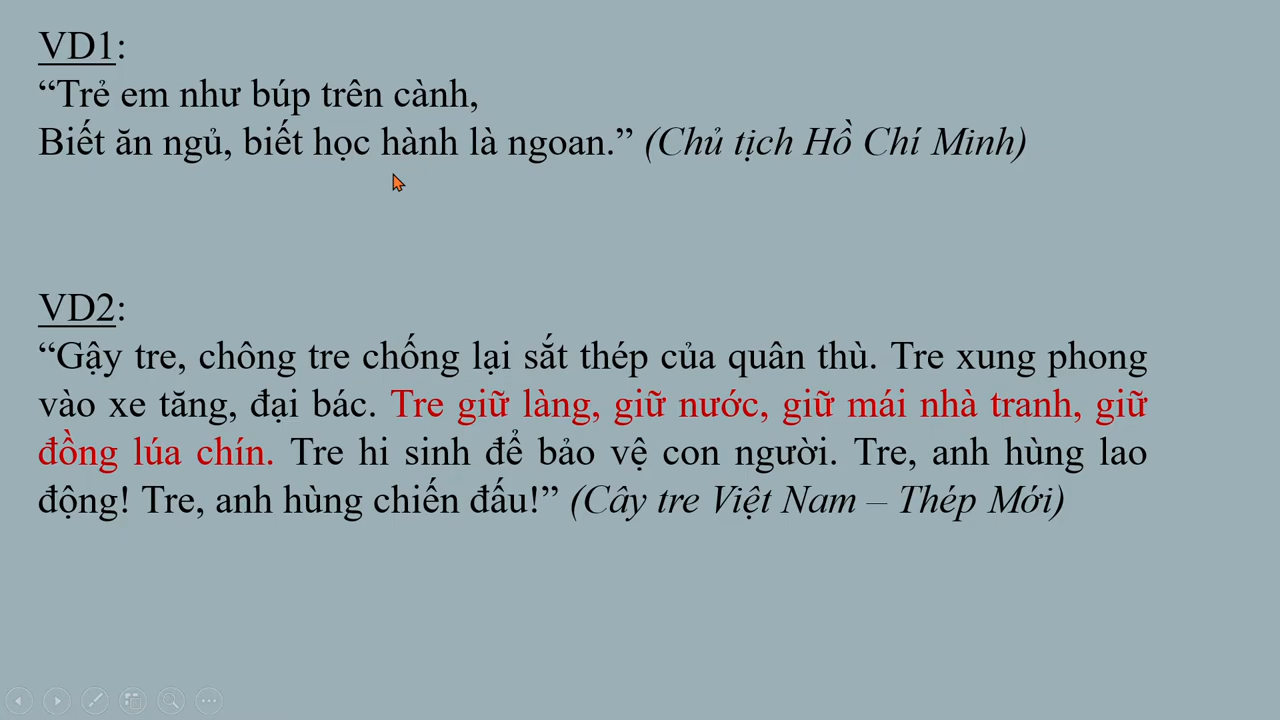 VD1:
“Trẻ em như búp trên cành,
Biết ăn ngủ, biết học hành là ngoan.” (Chủ tịch Hồ Chí Minh)
VD2:
“Gậy tre, chông tre chống lại sắt thép của quân thù. Tre xung phong
vào xe tăng, đại bác. Tre giữ làng, giữ nước, giữ mái nhà tranh, giữ
đồng lúa chín. Tre hi sinh để bảo vệ con người. Tre, anh hùng lao
động! Tre, anh hùng chiến đấu!” (Cây tre Việt Nam – Thép Mới)